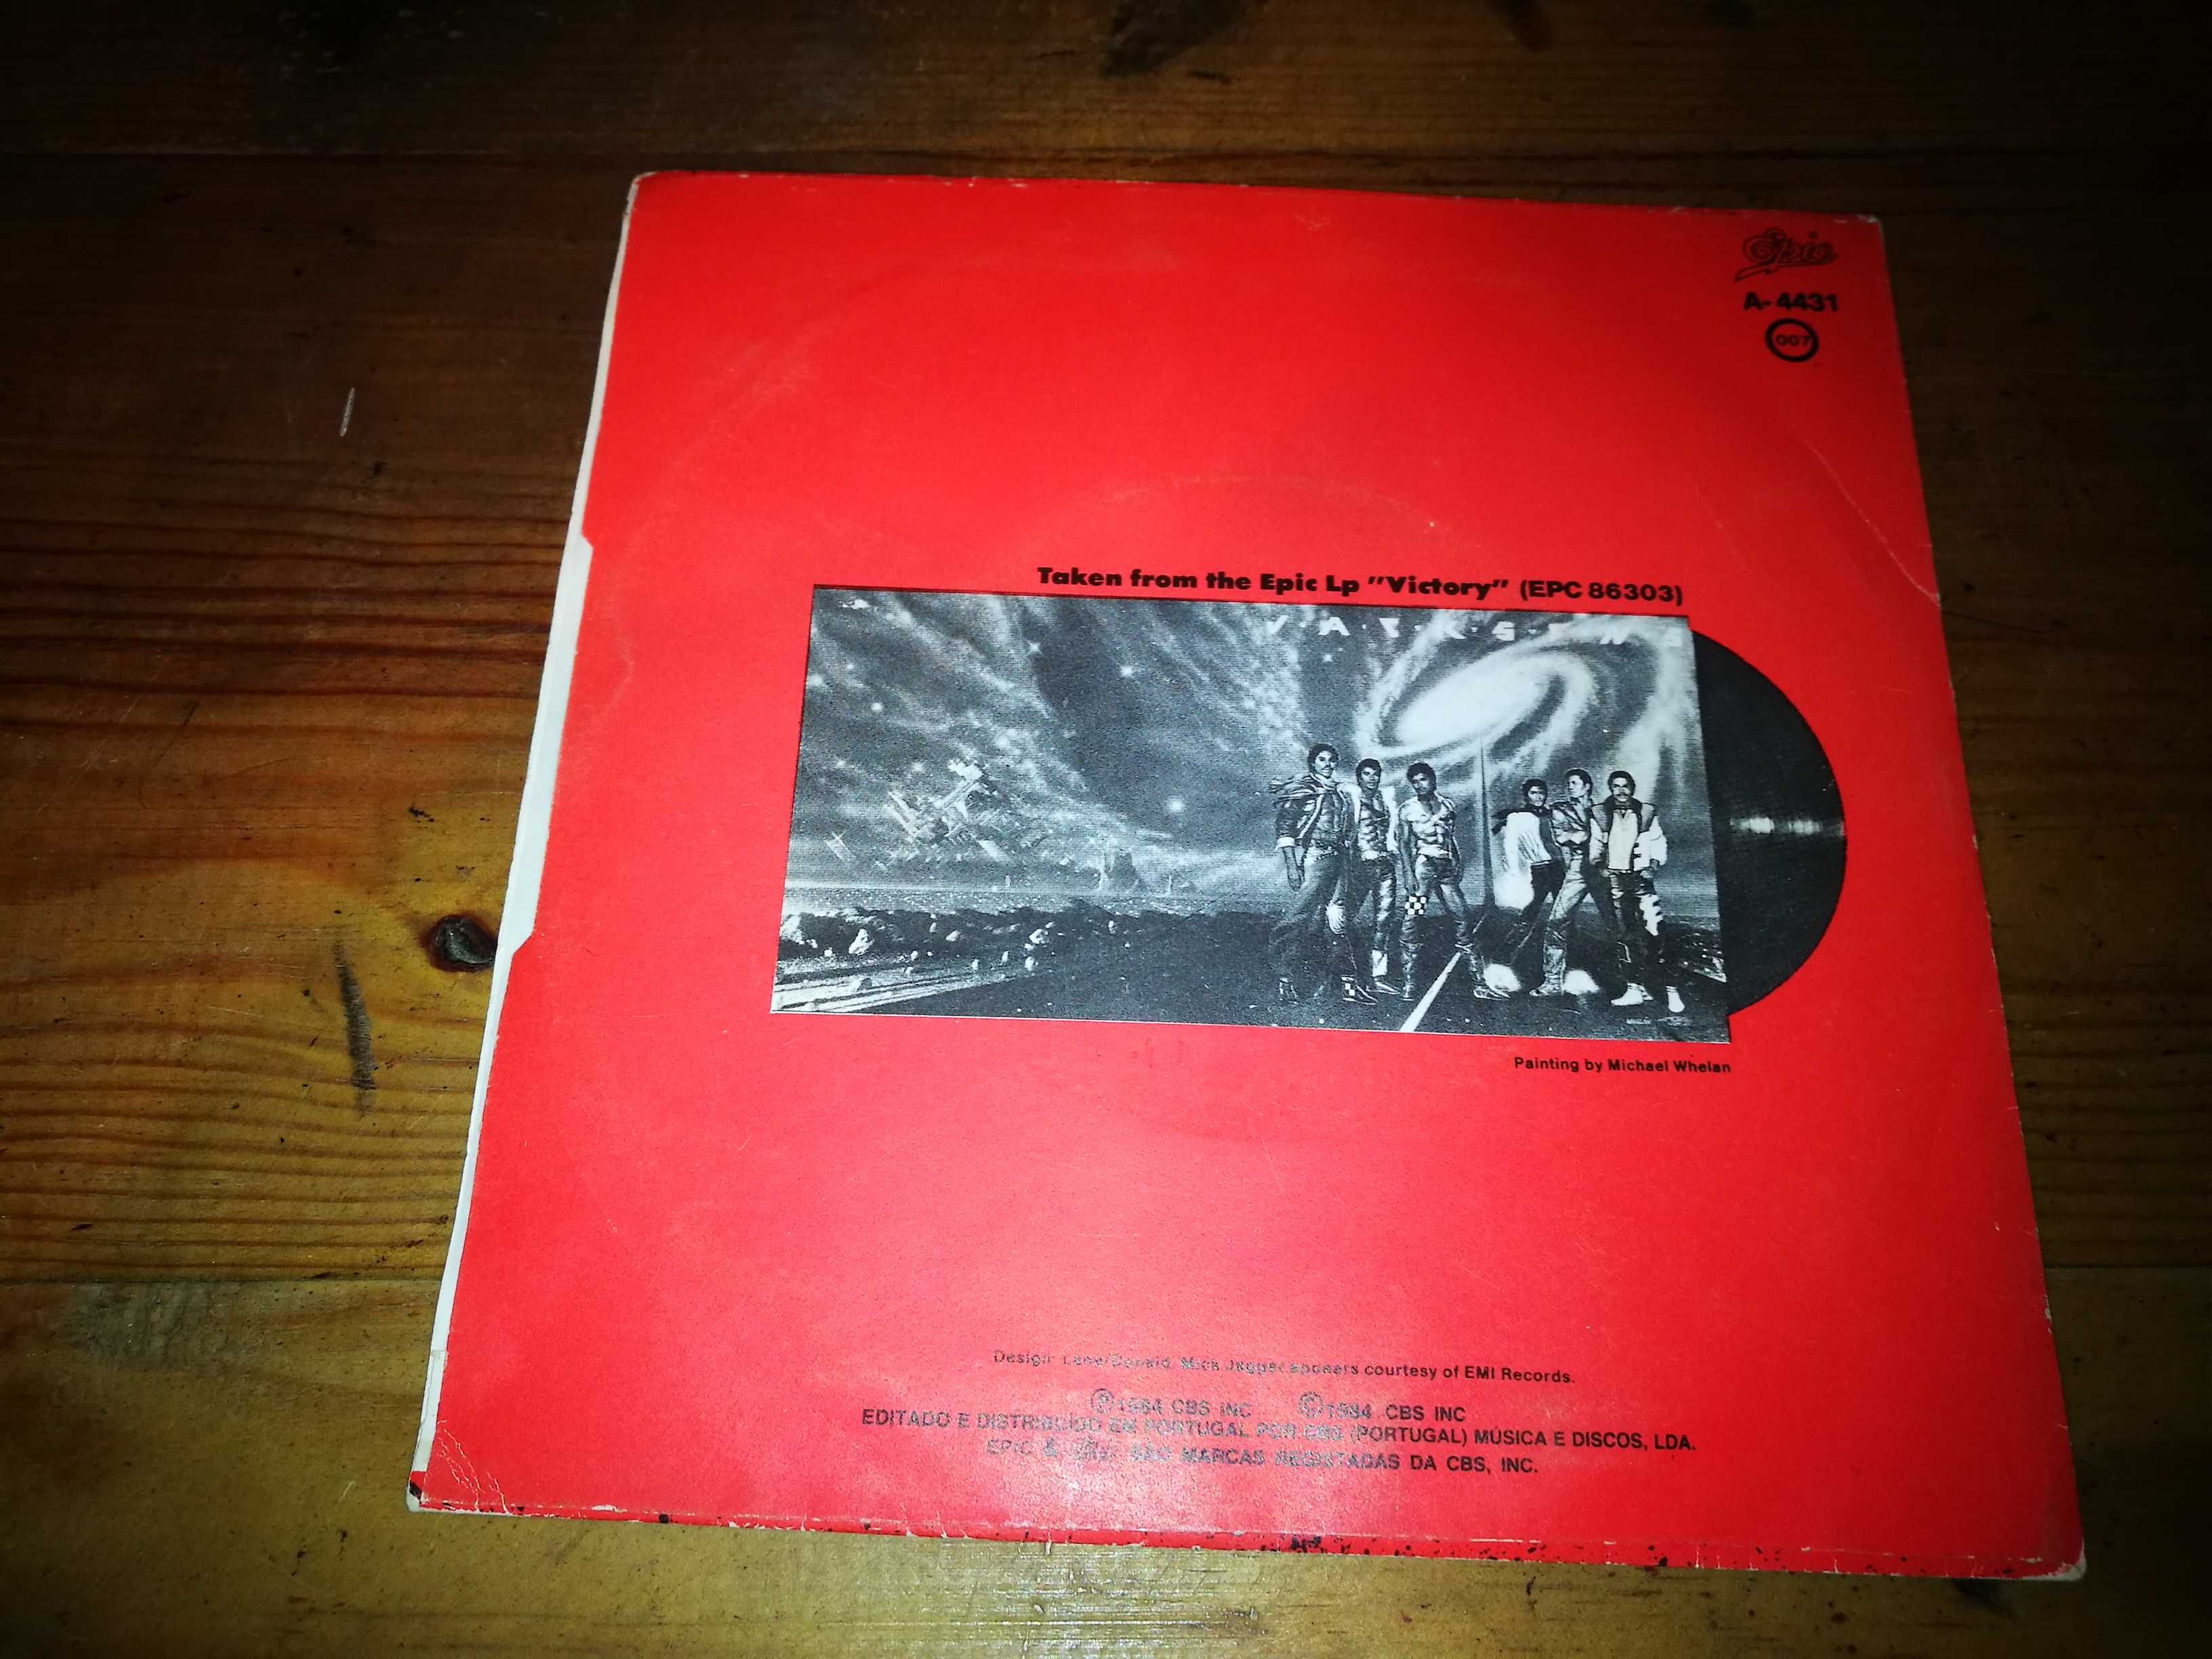 Epic
A-4431
007
Taken from the Epic Lp "Victory" (EPC 86303)
Painting by Michael Whelan
Design: Lane/Donald. Mick Jagger appears courtesy of EMI Records.
Ⓟ 1984 CBS INC © 1984 CBS INC
EDITADO E DISTRIBUÍDO EM PORTUGAL POR CBS (PORTUGAL) MÚSICA E DISCOS, LDA.
EPIC & Epic SÃO MARCAS REGISTADAS DA CBS, INC.